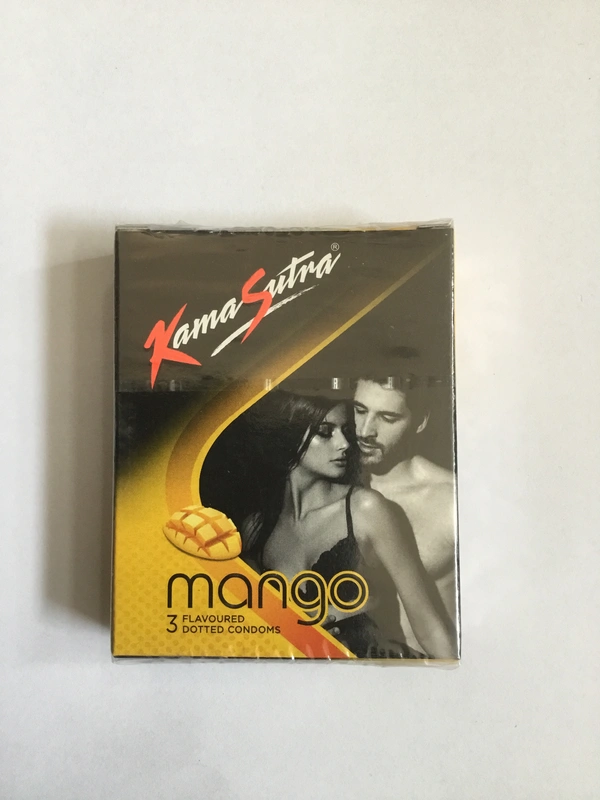 KamaSutra®
mango
3 FLAVOURED
DOTTED CONDOMS